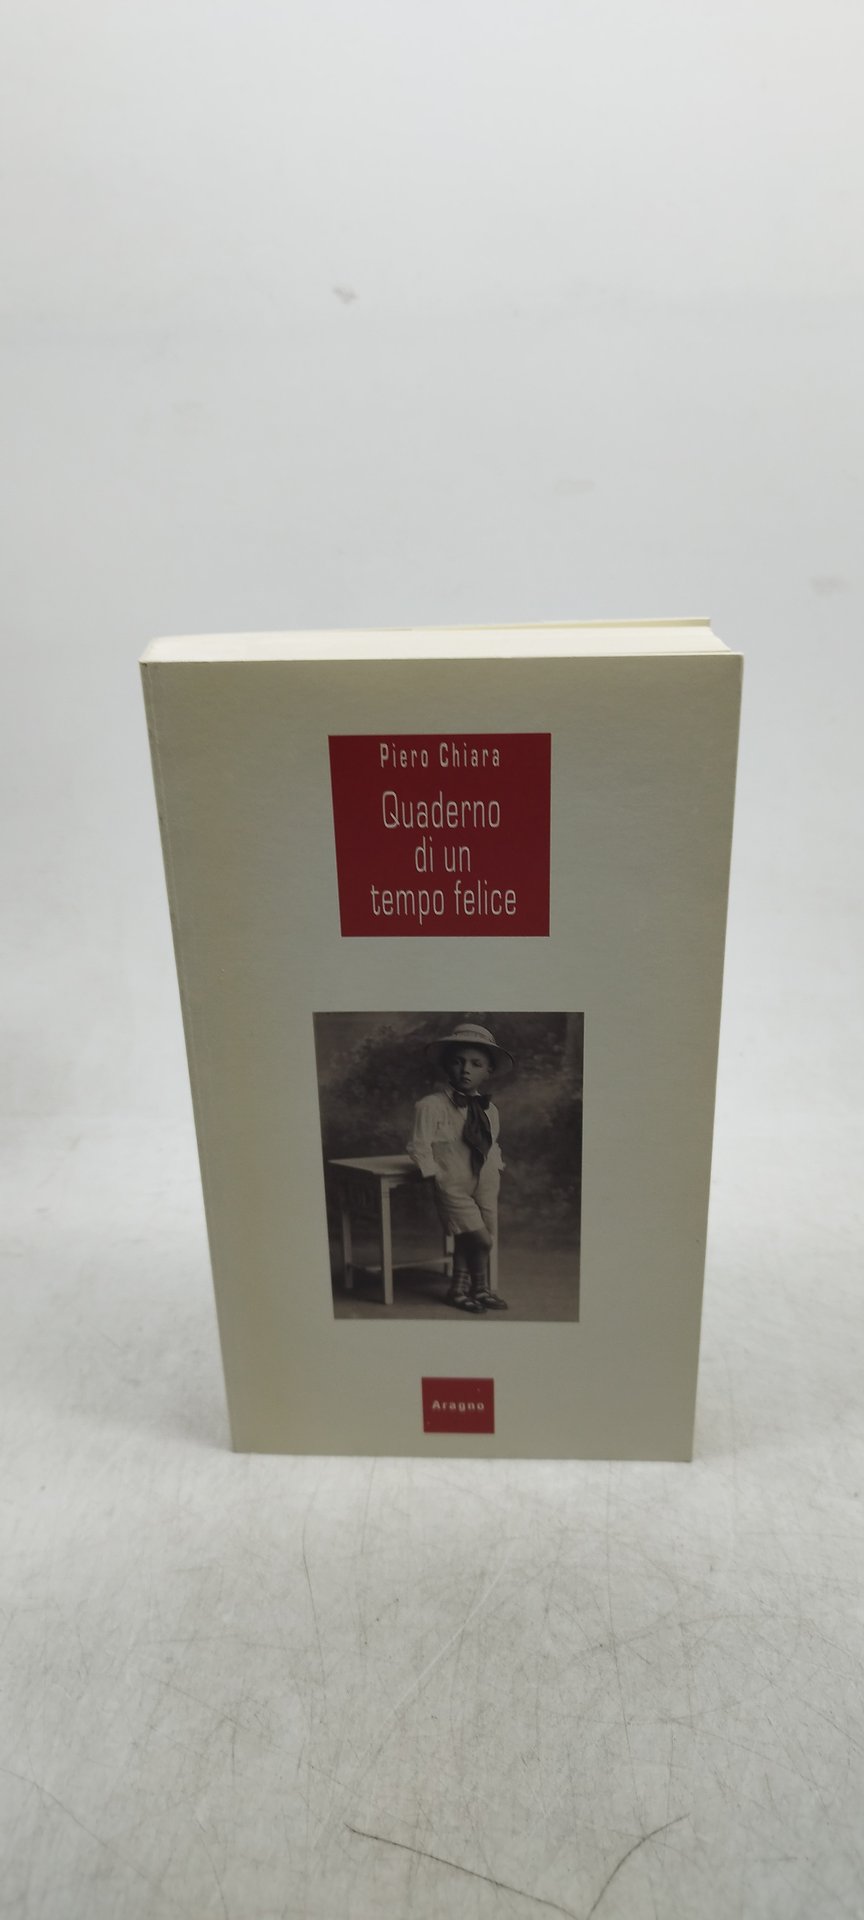 Piero Chiara
Quaderno
di un
tempo felice
Aragno